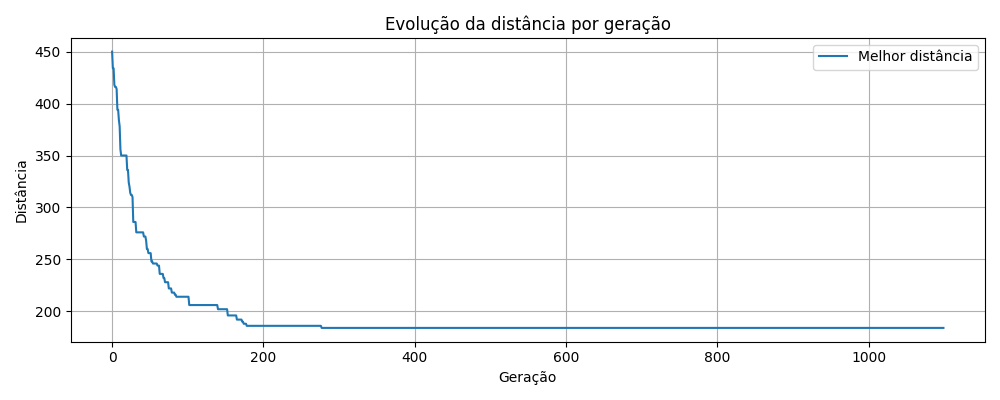 Evolução da distância por geração
Melhor distância
450
400
350
300
250
200
Distância
0 200 400 600 800 1000
Geração